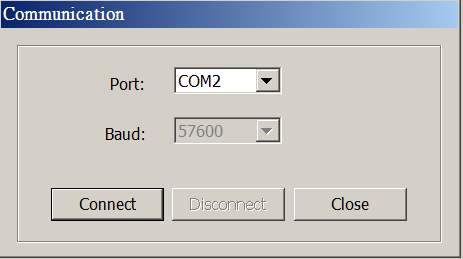 Communication
Port: COM2
Baud: 57600
Connect Disconnect Close